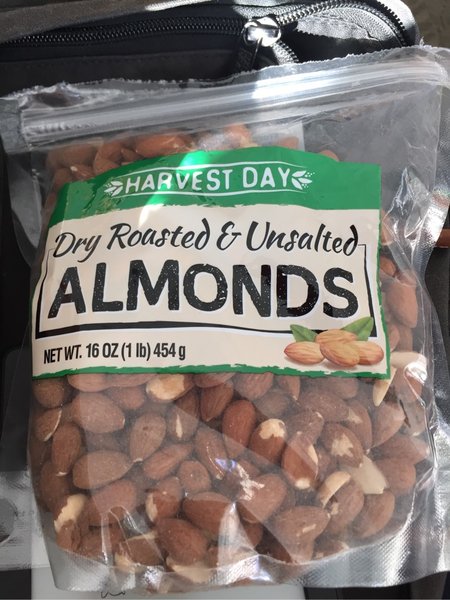 HARVEST DAY
Dry Roasted & Unsalted
ALMONDS
NET WT. 16 OZ (1 lb) 454 g